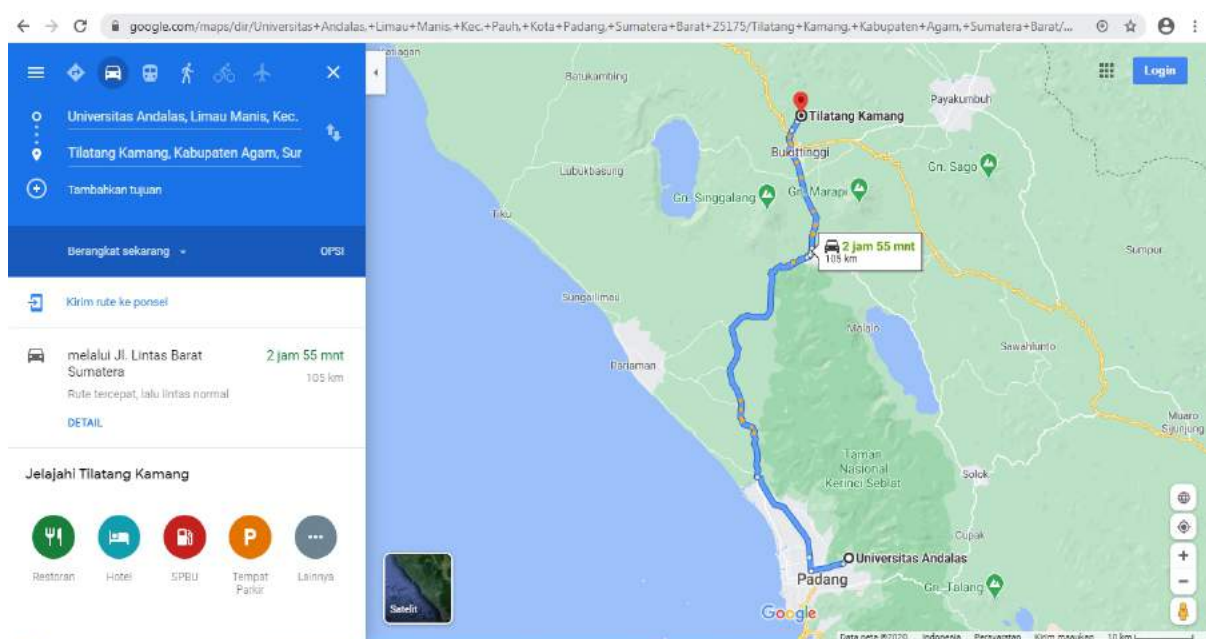 google.com/maps/dir/Universitas+Andalas,+Limau+Manis,+Kec.+Pauh,+Kota+Padang,+Sumatera+Barat+25175/Tilatang+Kamang,+Kabupaten+Agam,+Sumatera+Barat/...
Universitas Andalas, Limau Manis, Kec.
Tilatang Kamang, Kabupaten Agam, Sur
Tambahkan tujuan
Berangkat sekarang
OPSI
Kirim rute ke ponsel
melalui Jl. Lintas Barat
Sumatera
2 jam 55 mnt
105 km
Rute tercepat, lalu lintas normal
DETAIL
Jelajahi Tilatang Kamang
P
Restoran
Hotel
SPBU
Tempat
Parkir
Lainnya
Login
Batukambing
Payakumbuh
Tilatang Kamang
Bukittinggi
Lubukbasung
Gn. Sago
Gn. Singgalang
Gn. Marapi
Tiku
2 jam 55 mnt
105 km
Sumpur
Sungailimau
Malalo
Sawahlunto
Pariaman
Muaro
Sijunjung
Taman
Nasional
Kerinci Seblat
Solok
Cupak
Universitas Andalas
Padang
Gn. Talang
Satelit
Google
Data peta ©2020
Indonesia
Persyaratan
Kirim masukan
10 km